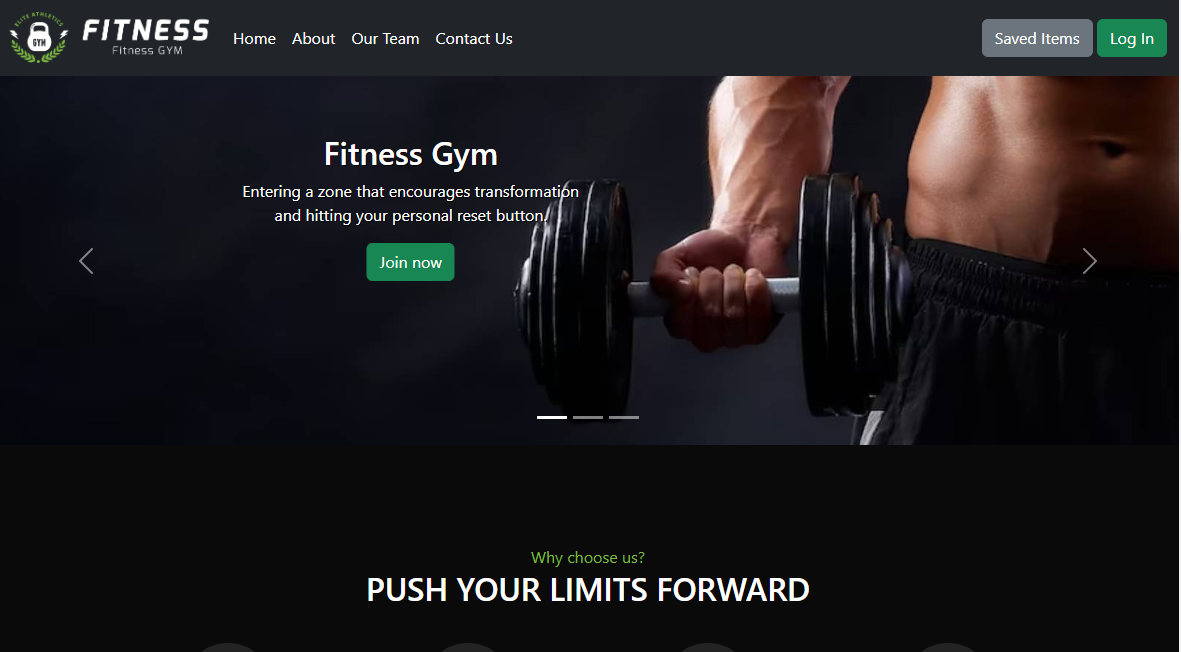 ELITE ATHLETICS
GYM
FITNESS
Fitness GYM
Home
About
Our Team
Contact Us
Saved Items
Log In
Fitness Gym
Entering a zone that encourages transformation
and hitting your personal reset button.
Join now
Why choose us?
PUSH YOUR LIMITS FORWARD